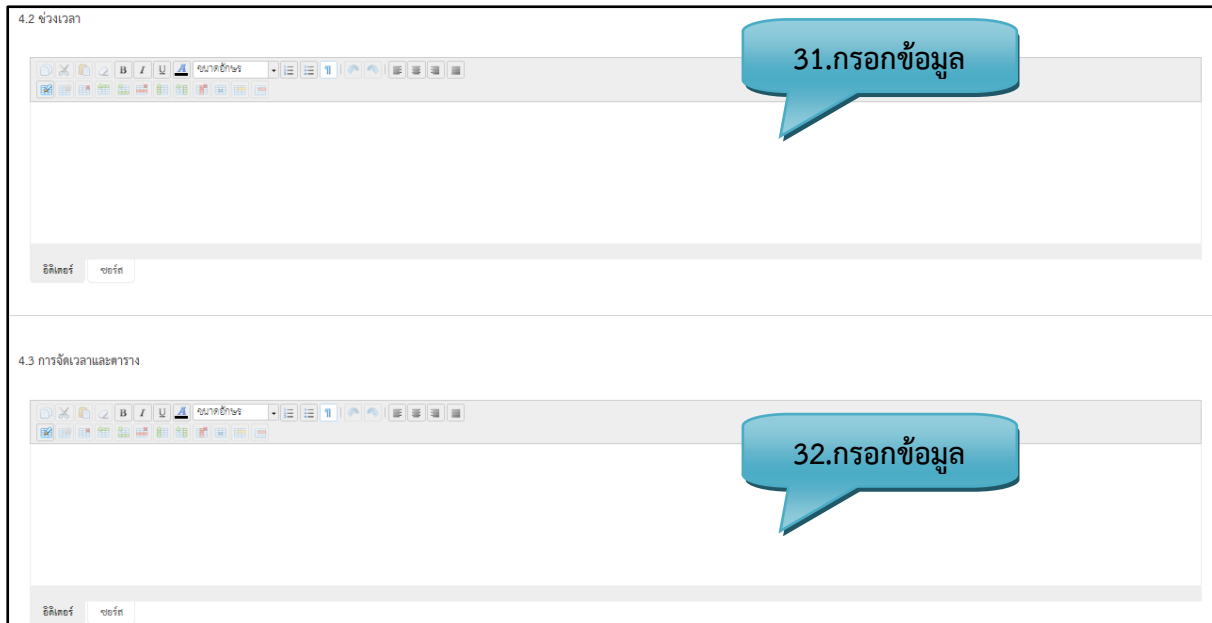 4.2 ช่วงเวลา
31.กรอกข้อมูล
B I U A ขนาดอักษร
อิดิเตอร์ ซอร์ส
4.3 การจัดเวลาและตาราง
32.กรอกข้อมูล
B I U A ขนาดอักษร
อิดิเตอร์ ซอร์ส